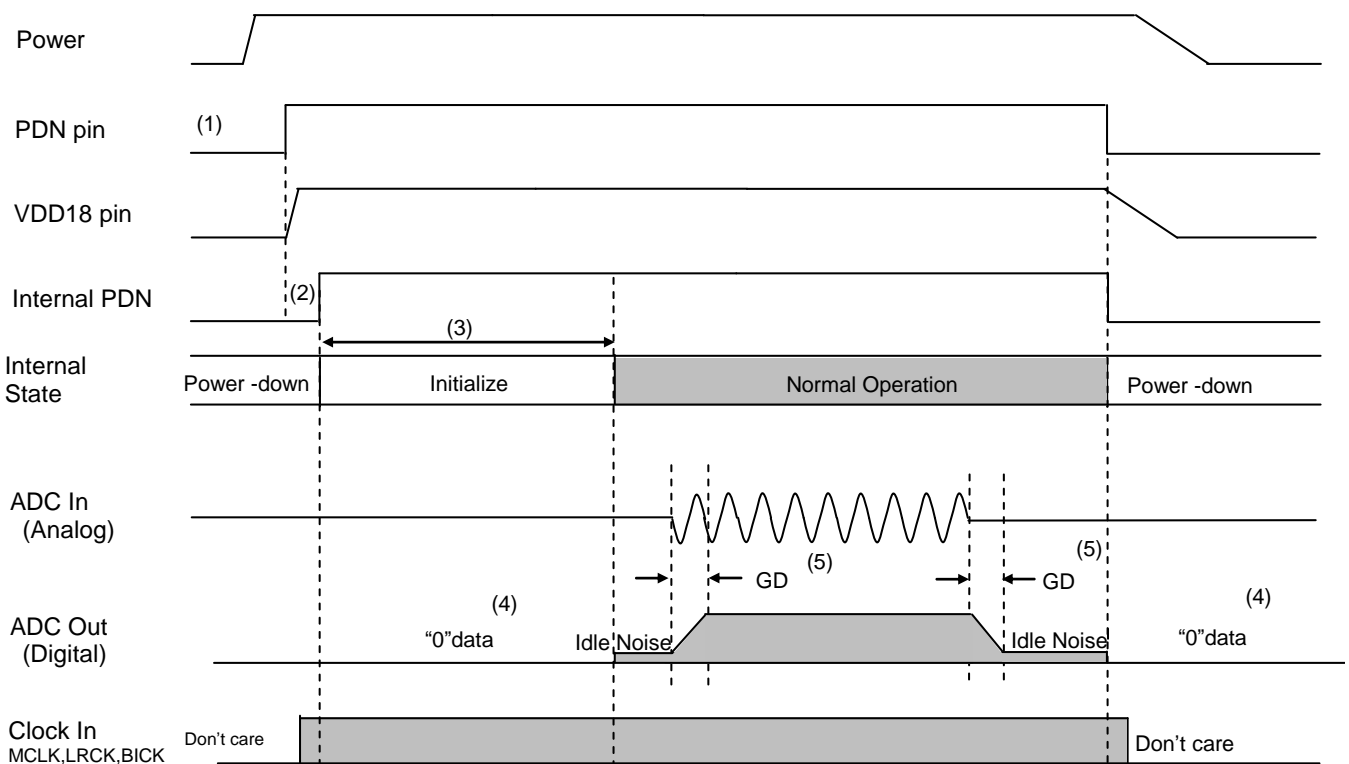 Power
PDN pin
(1)
VDD18 pin
Internal PDN
(2)
(3)
Internal
State
Power -down
Initialize
Normal Operation
Power -down
ADC In
(Analog)
(5)
GD
(5)
GD
ADC Out
(Digital)
(4)
“0”data
Idle Noise
Idle Noise
(4)
“0”data
Clock In
MCLK,LRCK,BICK
Don’t care
Don’t care